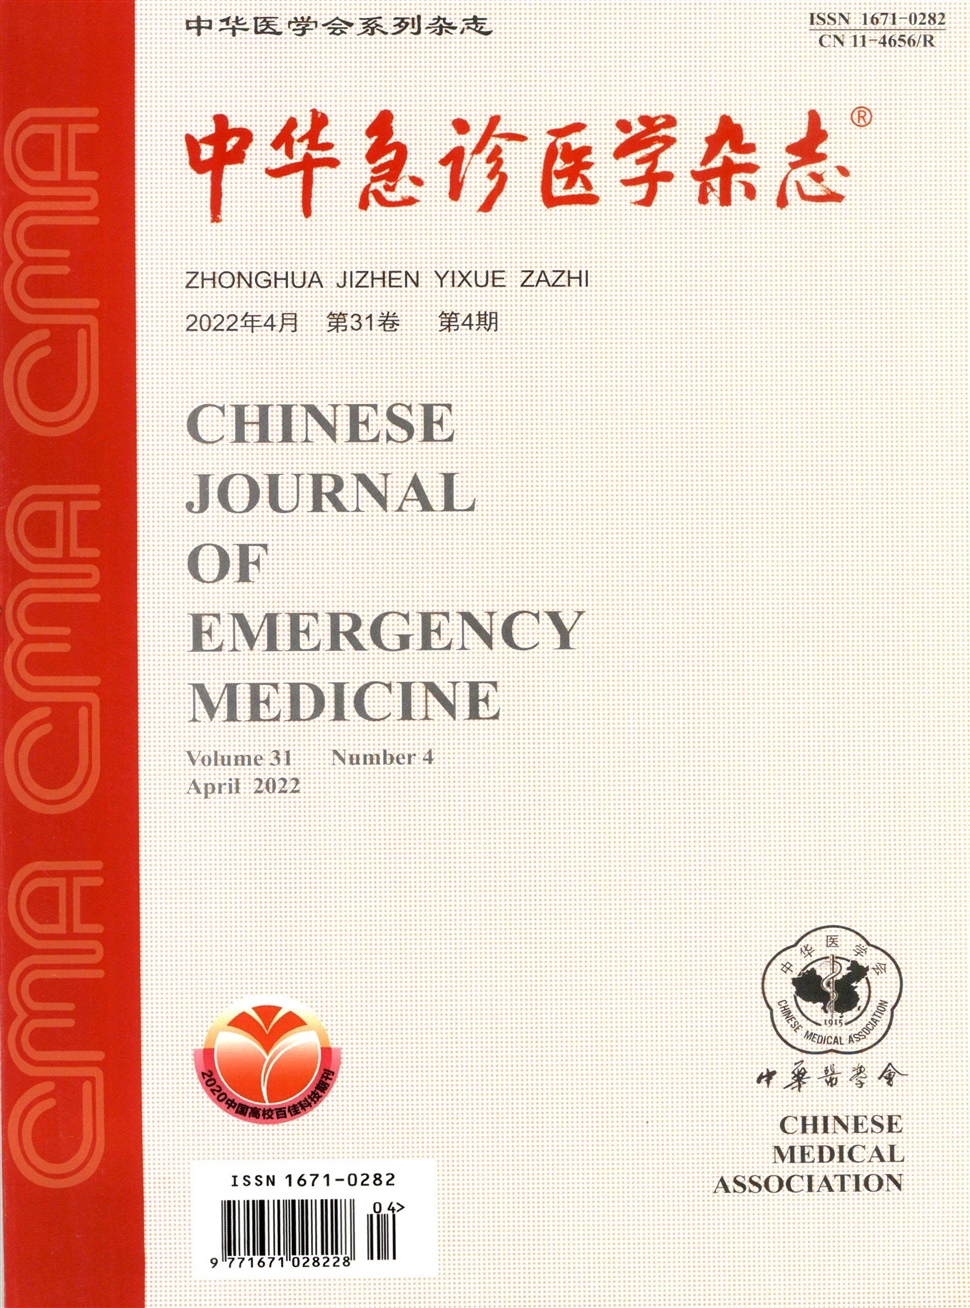 中华医学会系列杂志
ISSN 1671-0282
CN 11-4656/R
中华急诊医学杂志®
ZHONGHUA JIZHEN YIXUE ZAZHI
2022年4月 第31卷 第4期
CHINESE
JOURNAL
OF
EMERGENCY
MEDICINE
Volume 31 Number 4
April 2022
CMA CMA CMA
中华医学会
1915
CHINESE MEDICAL ASSOCIATION
中華醫學會
CHINESE
MEDICAL
ASSOCIATION
2020中国高校百佳科技期刊
ISSN 1671-0282
04>
9 771671 028228